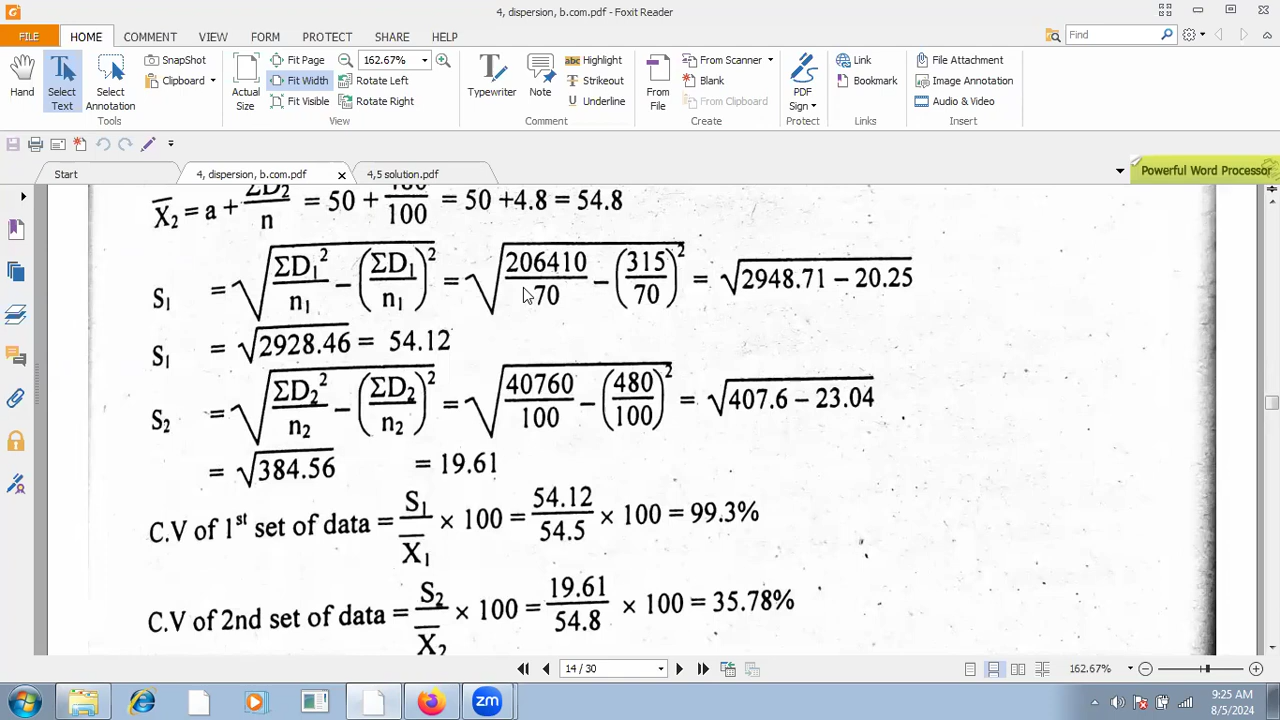 4, dispersion, b.com.pdf - Foxit Reader
FILE HOME COMMENT VIEW FORM PROTECT SHARE HELP
Find
Hand
Select Text
Select Annotation
SnapShot
Clipboard
Tools
Actual Size
Fit Page
Fit Width
Fit Visible
162.67%
Rotate Left
Rotate Right
View
Typewriter
Note
Highlight
Strikeout
Underline
Comment
From File
From Scanner
Blank
From Clipboard
Create
PDF Sign
Protect
Link
Bookmark
Links
File Attachment
Image Annotation
Audio & Video
Insert
Start 4, dispersion, b.com.pdf 4,5 solution.pdf
Powerful Word Processor
X̄₂ = a + ΣD₂/n = 50 + 480/100 = 50 +4.8 = 54.8
S₁ = √(ΣD₁²/n₁ − (ΣD₁/n₁)²) = √(206410/70 − (315/70)²) = √(2948.71 − 20.25)
S₁ = √2928.46 = 54.12
S₂ = √(ΣD₂²/n₂ − (ΣD₂/n₂)²) = √(40760/100 − (480/100)²) = √(407.6 − 23.04)
= √384.56 = 19.61
C.V of 1st set of data = S₁/X̄₁ × 100 = 54.12/54.5 × 100 = 99.3%
C.V of 2nd set of data = S₂/X̄₂ × 100 = 19.61/54.8 × 100 = 35.78%
14 / 30
162.67%
zm
9:25 AM
8/5/2024